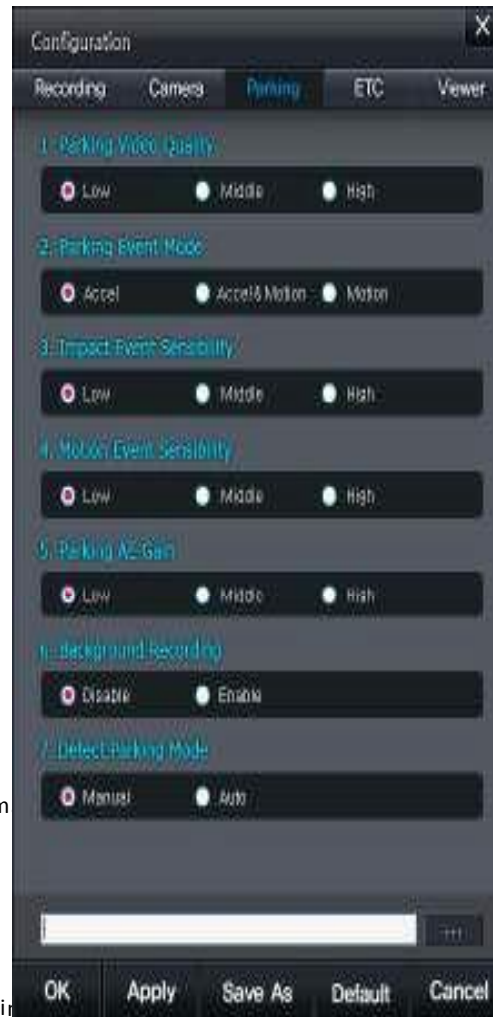 Configuration X
Recording Camera Parking ETC Viewer
1. Parking Video Quality
Low Middle High
2. Parking Event Mode
Accel Accel&Motion Motion
3. Impact Event Sensibility
Low Middle High
4. Motion Event Sensibility
Low Middle High
5. Parking AE Gain
Low Middle High
6. Background Recording
Disable Enable
7. Detect Parking Mode
Manual Auto
...
OK Apply Save As Default Cancel